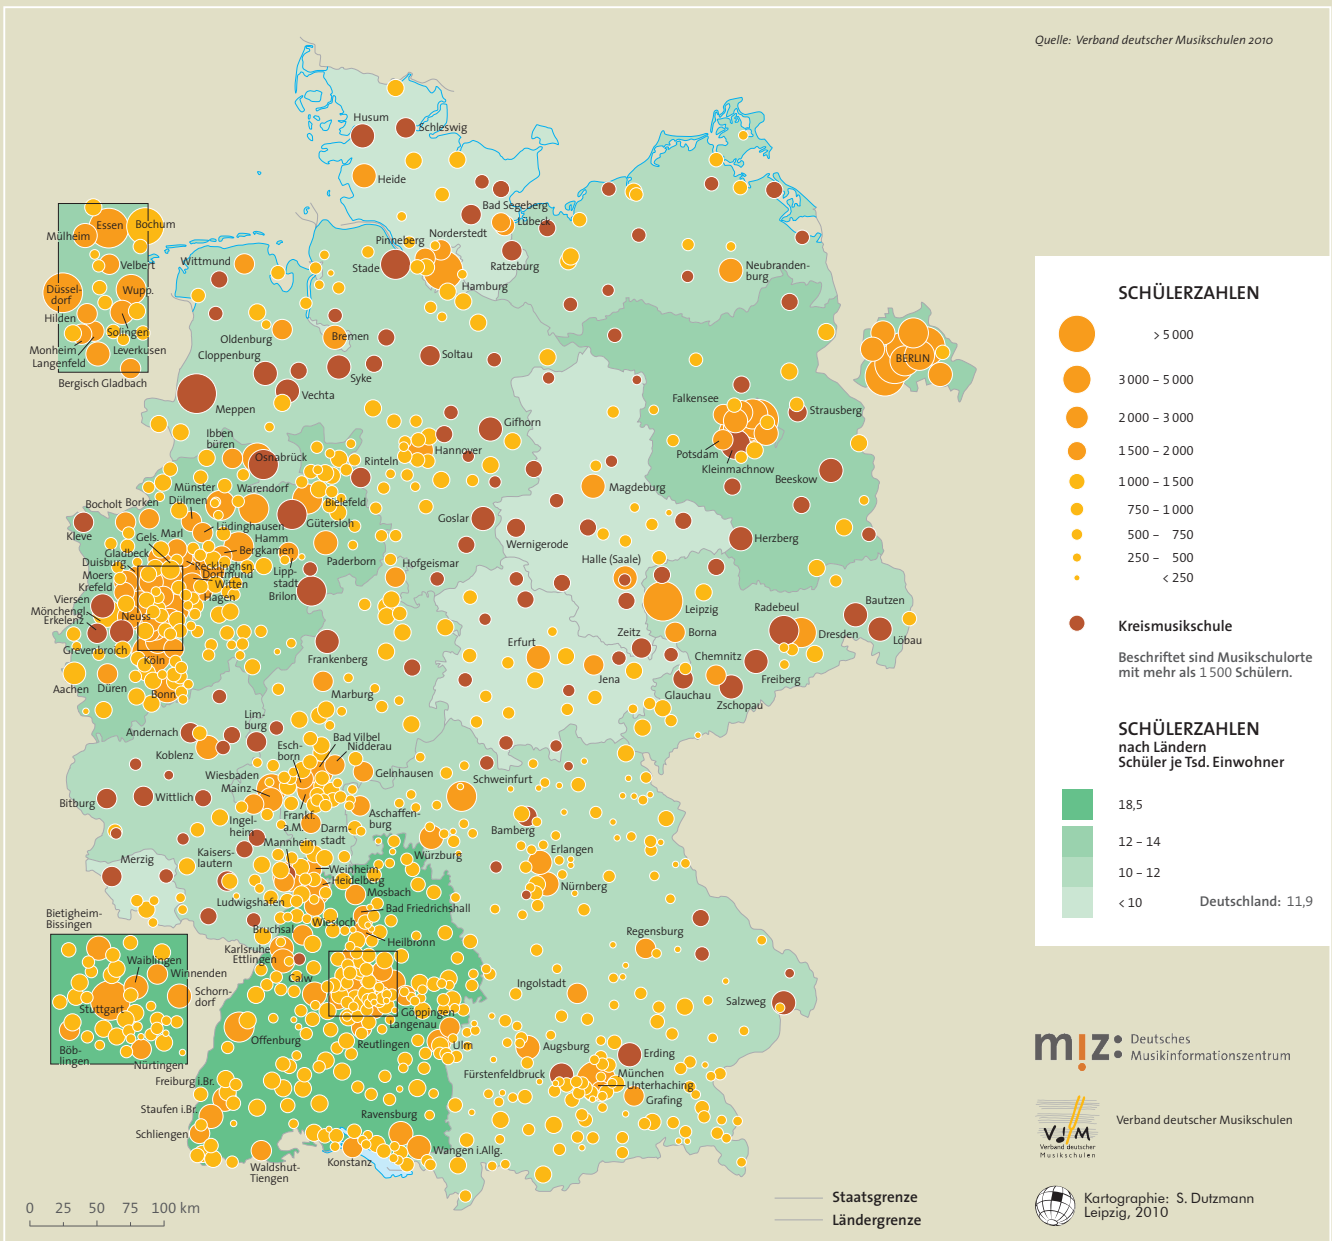 Quelle: Verband deutscher Musikschulen 2010
Husum
Schleswig
Heide
Bad Segeberg
Lübeck
Norderstedt
Pinneberg
Stade
Ratzeburg
Hamburg
Neubranden-
burg
Wittmund
Oldenburg
Bremen
Cloppenburg
Syke
Soltau
Vechta
Meppen
Essen
Bochum
Mülheim
Velbert
Düssel-
dorf
Wupp.
Hilden
Solingen
Monheim
Langenfeld
Leverkusen
Bergisch Gladbach
BERLIN
Falkensee
Strausberg
Potsdam
Kleinmachnow
Beeskow
Herzberg
Gifhorn
Hannover
Rinteln
Ibben
büren
Osnabrück
Münster
Warendorf
Bielefeld
Bocholt
Borken
Dülmen
Kleve
Lüdinghausen
Gütersloh
Gels.
Marl
Hamm
Gladbeck
Bergkamen
Duisburg
Recklinghsn.
Moers
Dortmund
Krefeld
Witten
Viersen
Hagen
Mönchengl.
Erkelenz
Neuss
Grevenbroich
Köln
Lipp-
stadt
Brilon
Paderborn
Hofgeismar
Goslar
Wernigerode
Magdeburg
Halle (Saale)
Leipzig
Borna
Zeitz
Radebeul
Dresden
Bautzen
Löbau
Chemnitz
Freiberg
Glauchau
Zschopau
Erfurt
Jena
Aachen
Düren
Bonn
Frankenberg
Marburg
Andernach
Koblenz
Lim-
burg
Bad Vilbel
Esch-
born
Nidderau
Gelnhausen
Wiesbaden
Mainz
Schweinfurt
Bitburg
Wittlich
Ingel-
heim
Frankf.
a.M.
Darm-
stadt
Aschaffen-
burg
Bamberg
Merzig
Kaisers-
lautern
Mannheim
Würzburg
Erlangen
Weinheim
Heidelberg
Mosbach
Nürnberg
Ludwigshafen
Bad Friedrichshall
Wiesloch
Bruchsal
Heilbronn
Karlsruhe
Ettlingen
Calw
Regensburg
Ingolstadt
Salzweg
Bietigheim-
Bissingen
Waiblingen
Winnenden
Schorn-
dorf
Stuttgart
Böb-
lingen
Nürtingen
Göppingen
Langenau
Offenburg
Reutlingen
Ulm
Augsburg
Erding
München
Fürstenfeldbruck
Unterhaching
Grafing
Freiburg i.Br.
Staufen i.Br.
Schliengen
Ravensburg
Konstanz
Wangen i.Allg.
Waldshut-
Tiengen
SCHÜLERZAHLEN
> 5 000
3 000 – 5 000
2 000 – 3 000
1 500 – 2 000
1 000 – 1 500
750 – 1 000
500 – 750
250 – 500
< 250
Kreismusikschule
Beschriftet sind Musikschulorte
mit mehr als 1 500 Schülern.
SCHÜLERZAHLEN
nach Ländern
Schüler je Tsd. Einwohner
18,5
12 – 14
10 – 12
< 10
Deutschland: 11,9
miz:
Deutsches
Musikinformationszentrum
VdM
Verband deutscher
Musikschulen
Verband deutscher Musikschulen
Kartographie: S. Dutzmann
Leipzig, 2010
Staatsgrenze
Ländergrenze
0 25 50 75 100 km